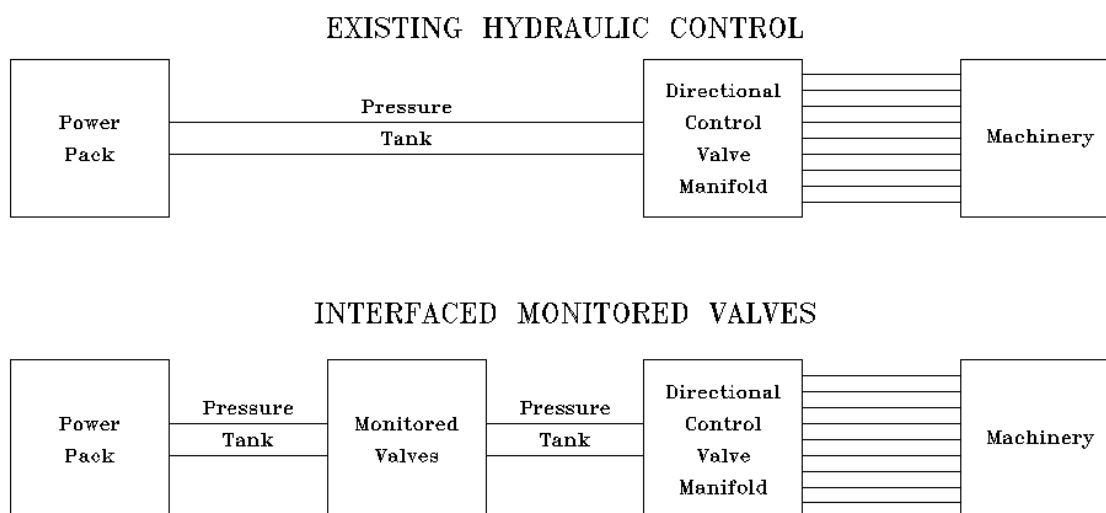 EXISTING HYDRAULIC CONTROL
Power
Pack
Pressure
Tank
Directional
Control
Valve
Manifold
Machinery
INTERFACED MONITORED VALVES
Power
Pack
Pressure
Tank
Monitored
Valves
Pressure
Tank
Directional
Control
Valve
Manifold
Machinery